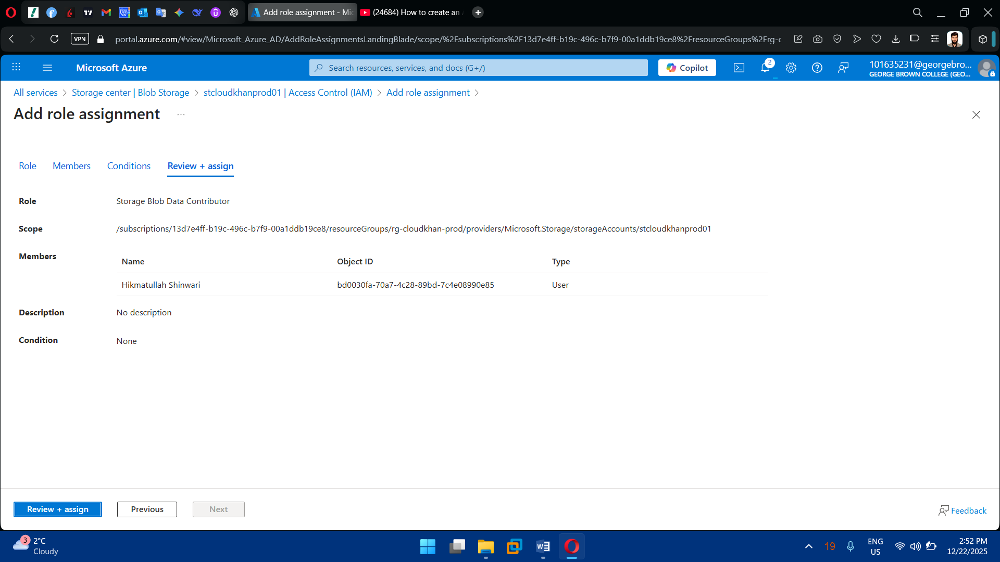 Add role assignment - Mic
(24684) How to create an
VPN
portal.azure.com/#view/Microsoft_Azure_AD/AddRoleAssignmentsLandingBlade/scope/%2Fsubscriptions%2F13d7e4ff-b19c-496c-b7f9-00a1ddb19ce8%2FresourceGroups%2Frg-c
Microsoft Azure
Search resources, services, and docs (G+/)
Copilot
2
101635231@georgebro...
GEORGE BROWN COLLEGE (GEO...
All services > Storage center | Blob Storage > stcloudkhanprod01 | Access Control (IAM) > Add role assignment >
Add role assignment ...
Role Members Conditions Review + assign
Role Storage Blob Data Contributor
Scope /subscriptions/13d7e4ff-b19c-496c-b7f9-00a1ddb19ce8/resourceGroups/rg-cloudkhan-prod/providers/Microsoft.Storage/storageAccounts/stcloudkhanprod01
Members
Name Object ID Type
Hikmatullah Shinwari bd0030fa-70a7-4c28-89bd-7c4e08990e85 User
Description No description
Condition None
Review + assign Previous Next
Feedback
3
2°C
Cloudy
19
ENG
US
2:52 PM
12/22/2025